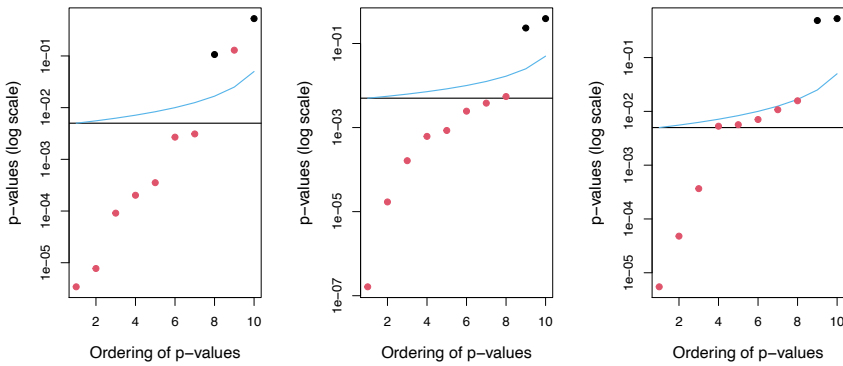 p−values (log scale)
1e−05
1e−04
1e−03
1e−02
1e−01
2
4
6
8
10
Ordering of p−values
p−values (log scale)
1e−07
1e−05
1e−03
1e−01
2
4
6
8
10
Ordering of p−values
p−values (log scale)
1e−05
1e−04
1e−03
1e−02
1e−01
2
4
6
8
10
Ordering of p−values